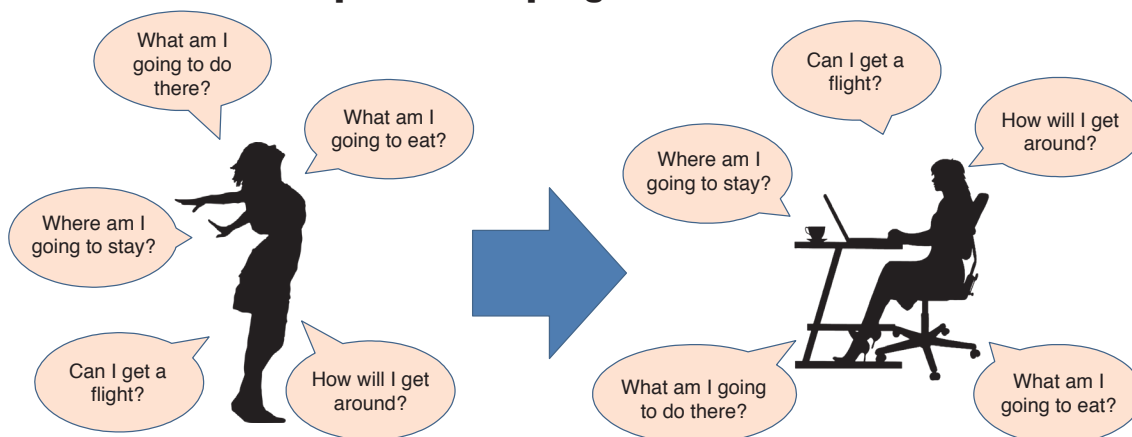 What am I
going to do
there?
What am I
going to eat?
Where am I
going to stay?
Can I get a
flight?
How will I get
around?
Can I get a
flight?
How will I get
around?
Where am I
going to stay?
What am I going
to do there?
What am I
going to eat?